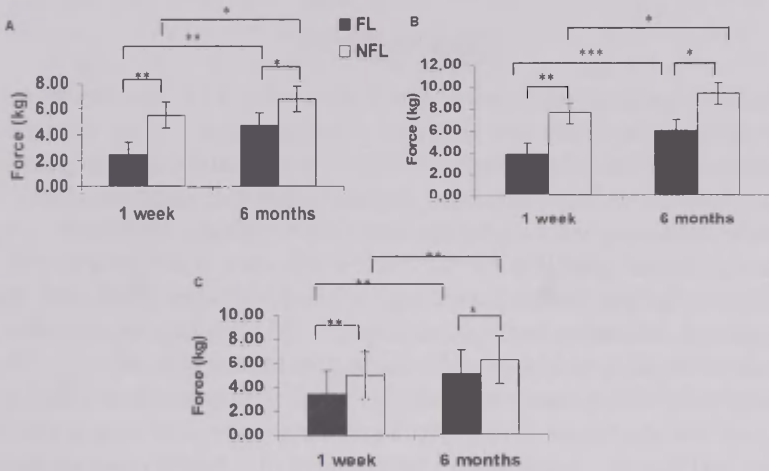 A
FL
NFL
*
**
**
*
Force (kg)
8.00
6.00
4.00
2.00
0.00
1 week
6 months
B
*
***
**
*
Force (kg)
12.00
10.00
8.00
6.00
4.00
2.00
0.00
1 week
6 months
C
**
**
**
*
Force (kg)
10.00
8.00
6.00
4.00
2.00
0.00
1 week
6 months